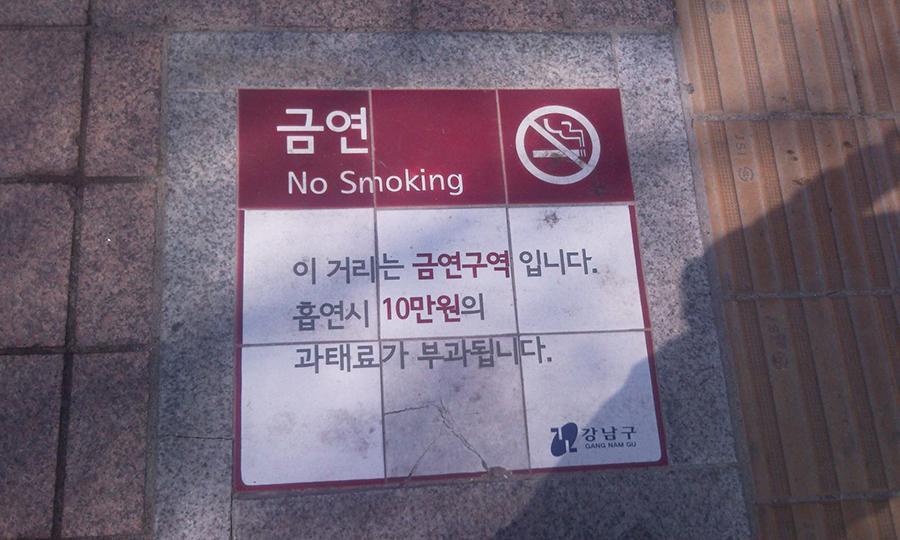 금연
No Smoking
이 거리는 금연구역 입니다.
흡연시 10만원의
과태료가 부과됩니다.
강남구
GANG NAM GU